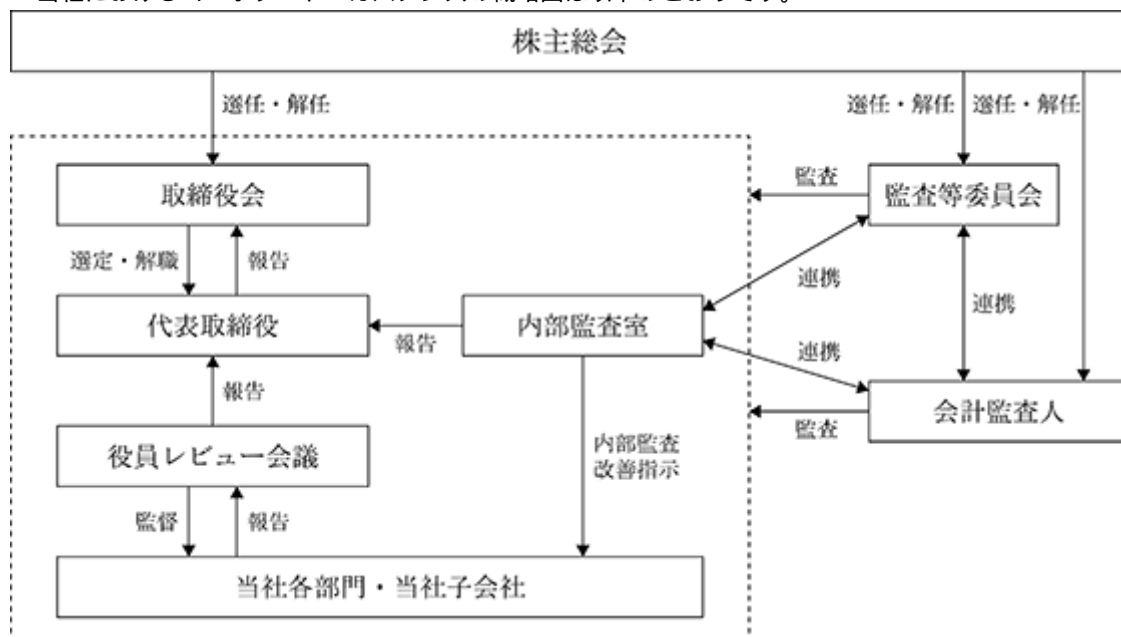 株主総会
選任・解任
選任・解任
選任・解任
取締役会
監査
監査等委員会
選定・解職
報告
連携
代表取締役
報告
内部監査室
連携
連携
報告
会計監査人
監査
役員レビュー会議
内部監査
改善指示
監督
報告
当社各部門・当社子会社